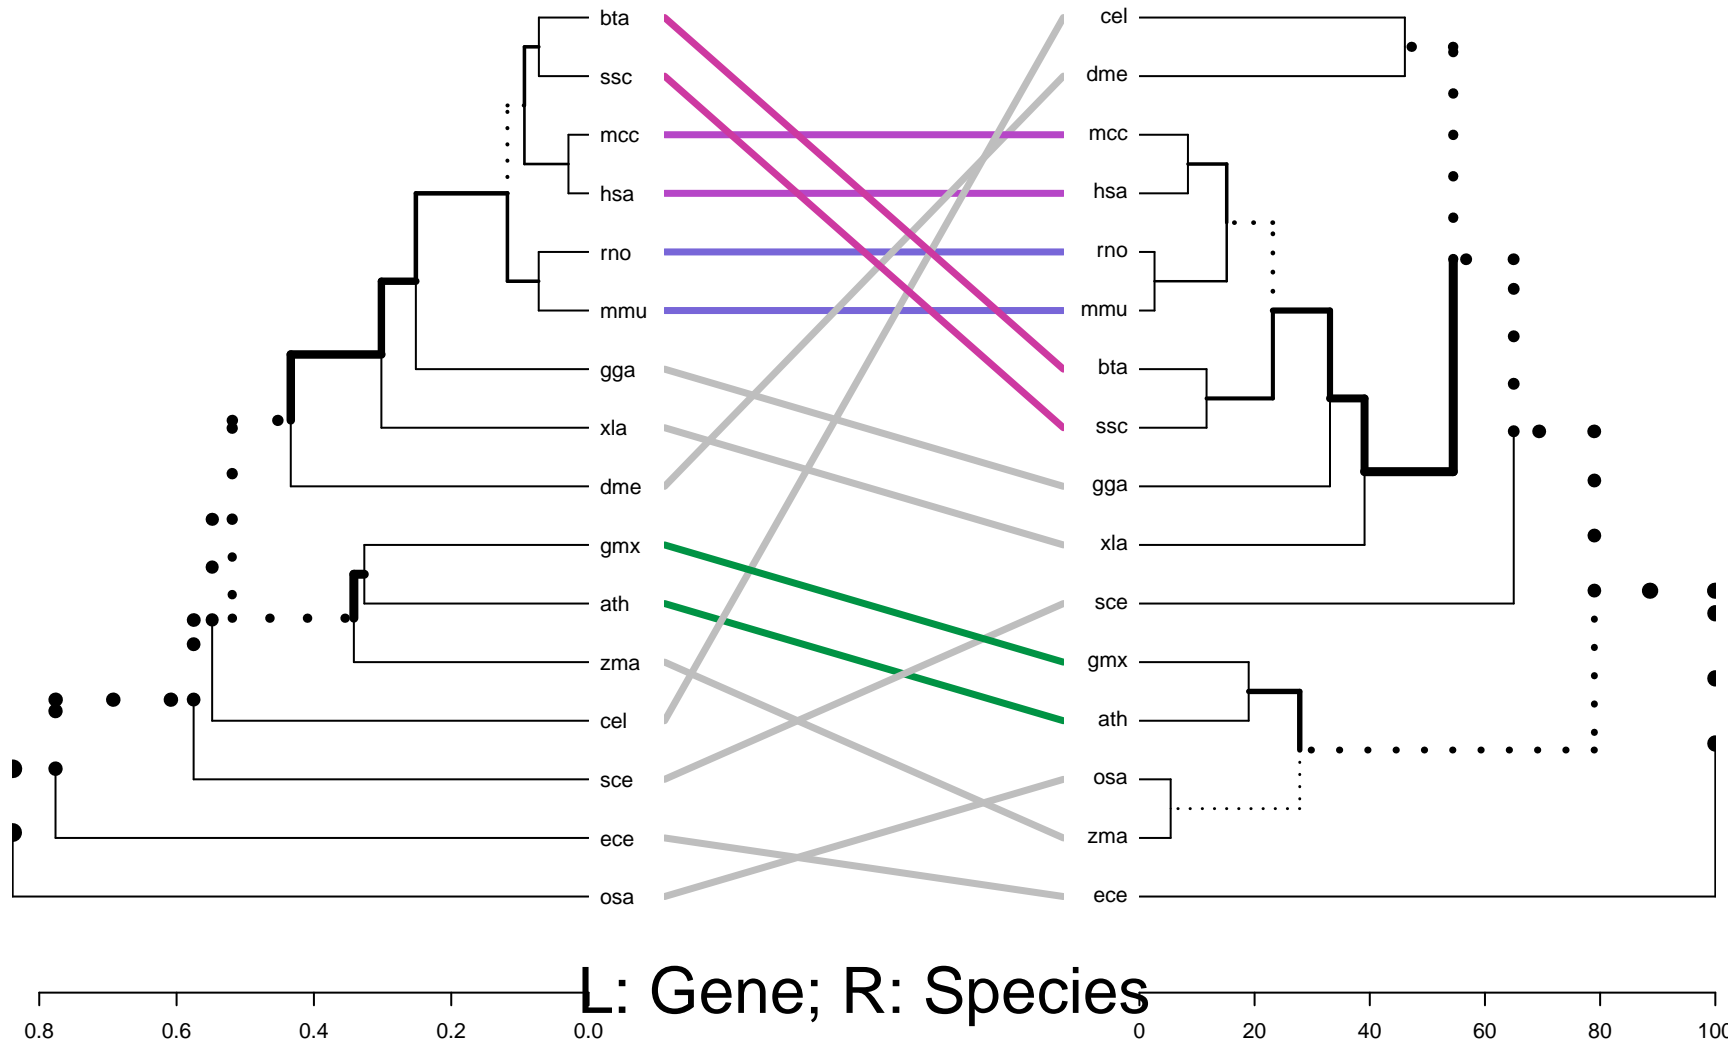 bta cel
ssc dme
mcc mcc
hsa hsa
rno rno
mmu mmu
gga bta
xla ssc
dme gga
gmx xla
ath sce
zma gmx
cel ath
sce osa
ece zma
osa ece
L: Gene; R: Species
0.8 0.6 0.4 0.2 0.0 0 20 40 60 80 100